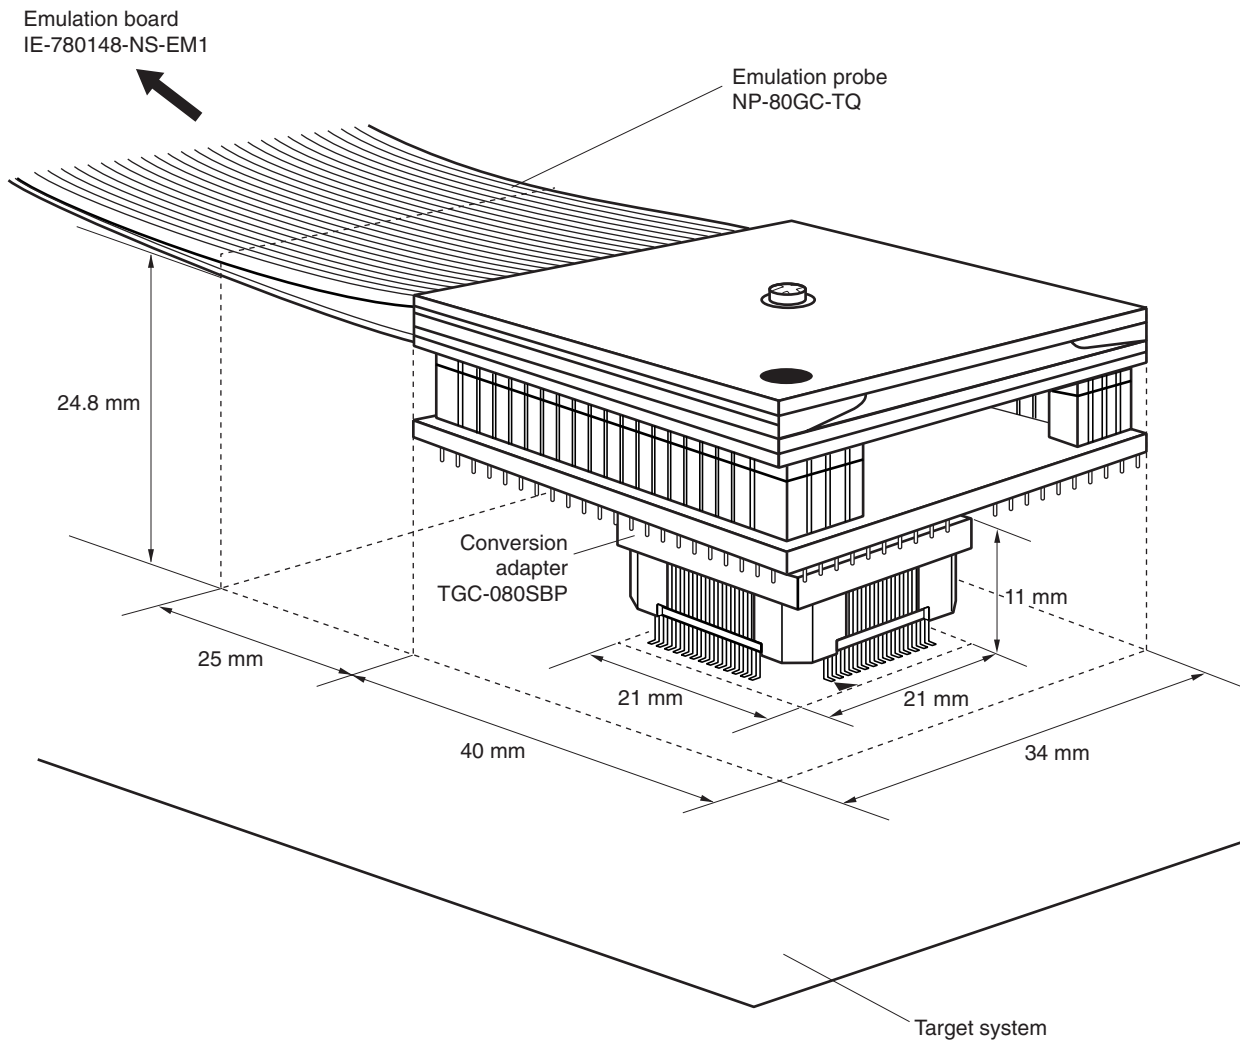 Emulation board
IE-780148-NS-EM1
Emulation probe
NP-80GC-TQ
24.8 mm
Conversion
adapter
TGC-080SBP
11 mm
25 mm
21 mm
21 mm
40 mm
34 mm
Target system